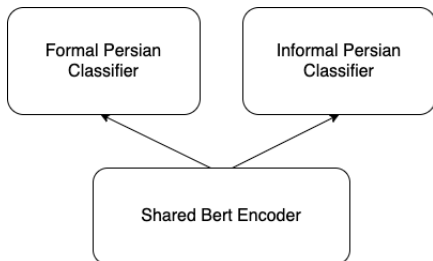 Formal Persian
Classifier
Informal Persian
Classifier
Shared Bert Encoder